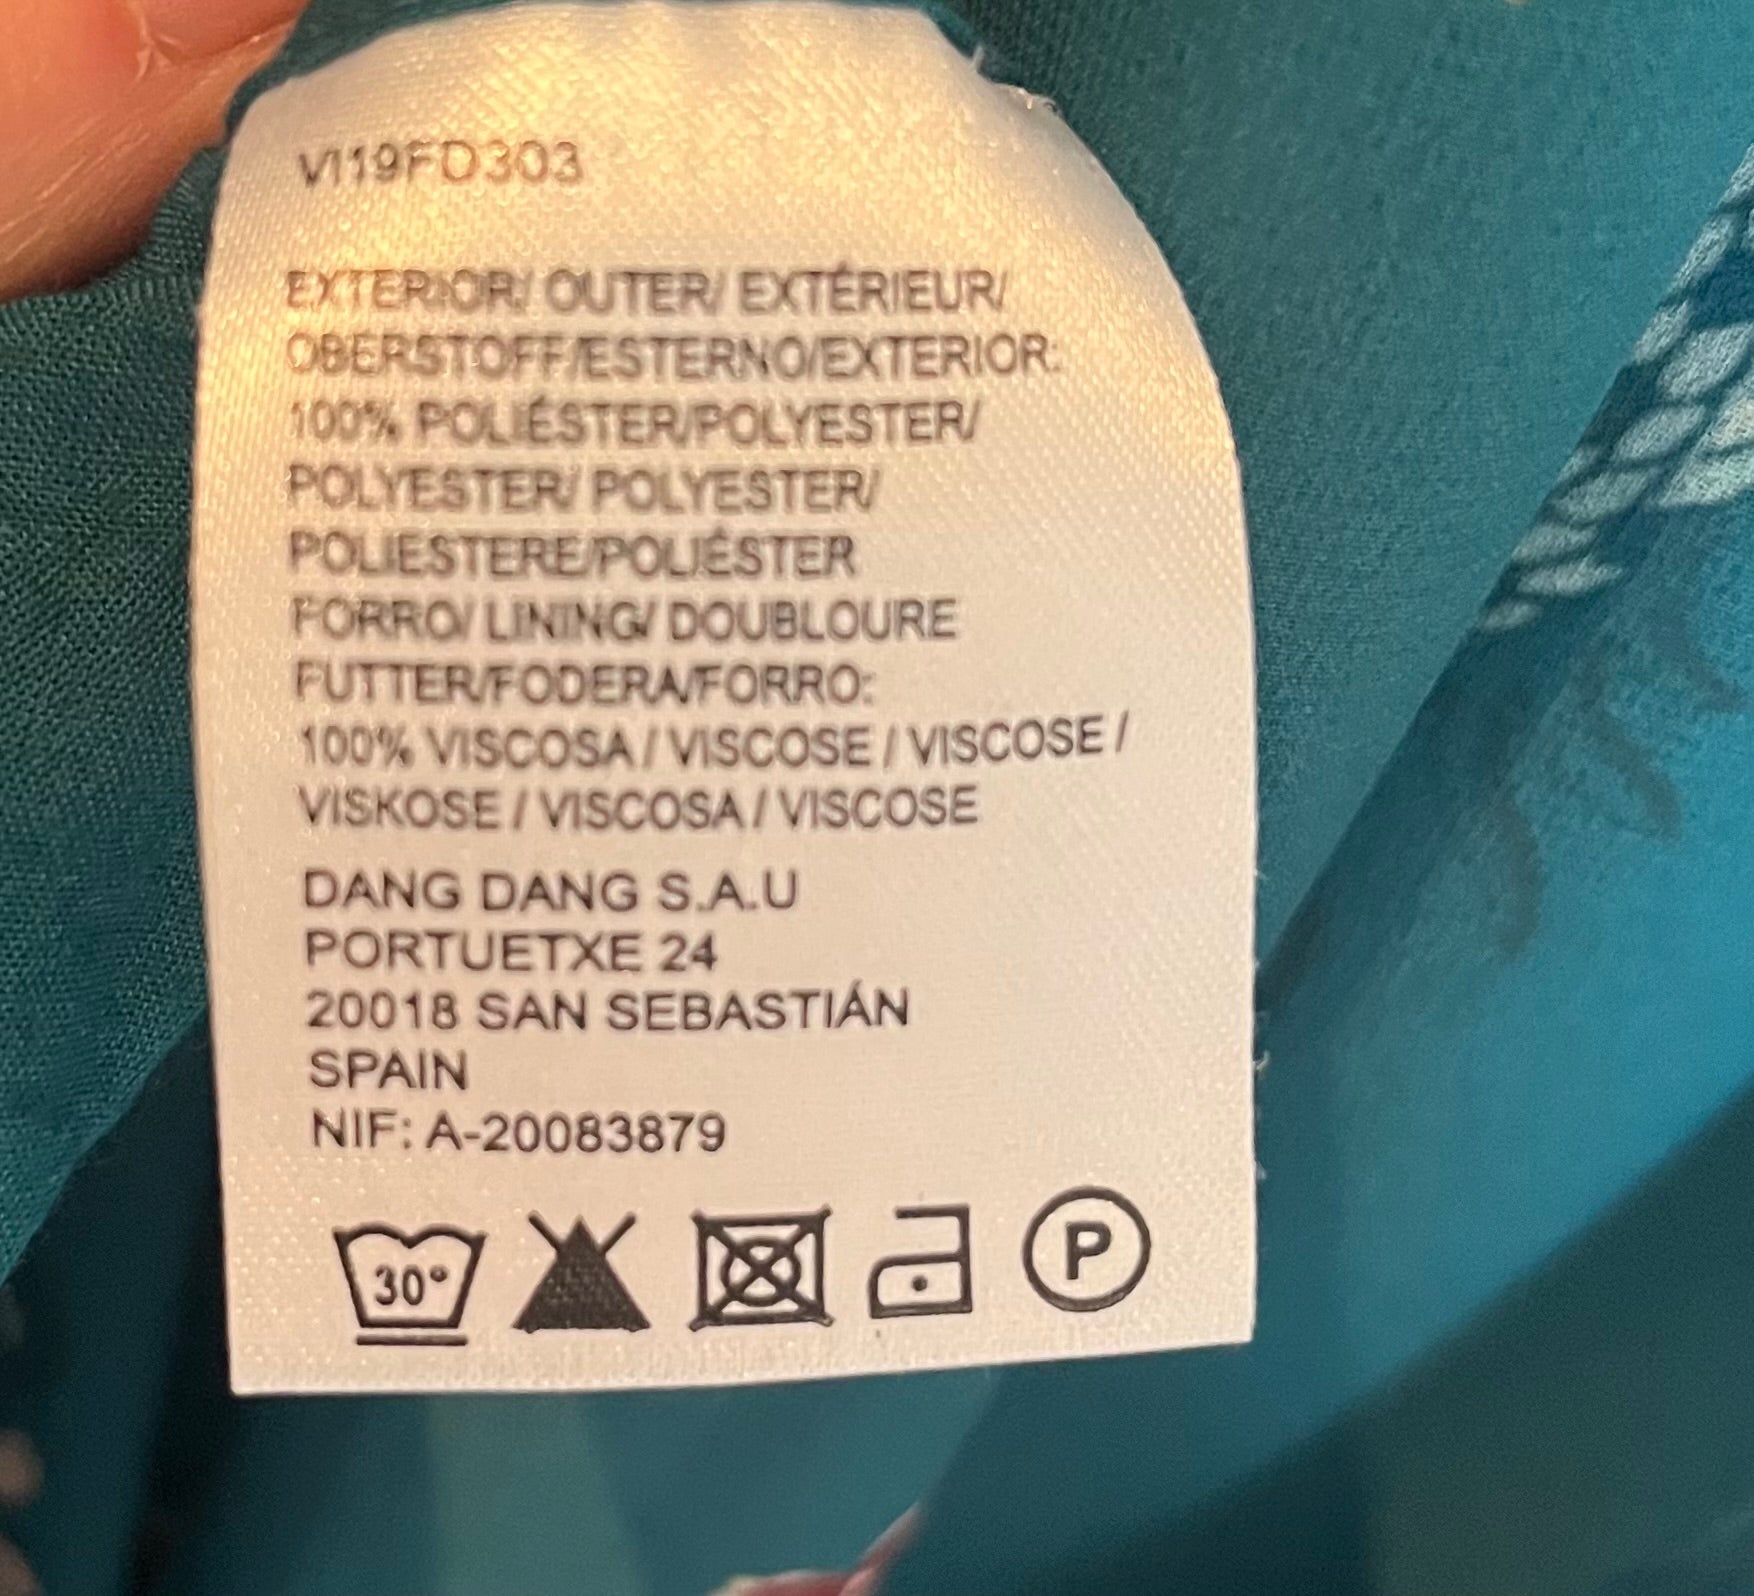 VI19FD303
EXTERIOR/ OUTER/ EXTÉRIEUR/
OBERSTOFF/ESTERNO/EXTERIOR:
100% POLIÉSTER/POLYESTER/
POLYESTER/ POLYESTER/
POLIESTERE/POLIÉSTER
FORRO/ LINING/ DOUBLOURE
FUTTER/FODERA/FORRO:
100% VISCOSA / VISCOSE / VISCOSE /
VISKOSE / VISCOSA / VISCOSE
DANG DANG S.A.U
PORTUETXE 24
20018 SAN SEBASTIÁN
SPAIN
NIF: A-20083879
30° P